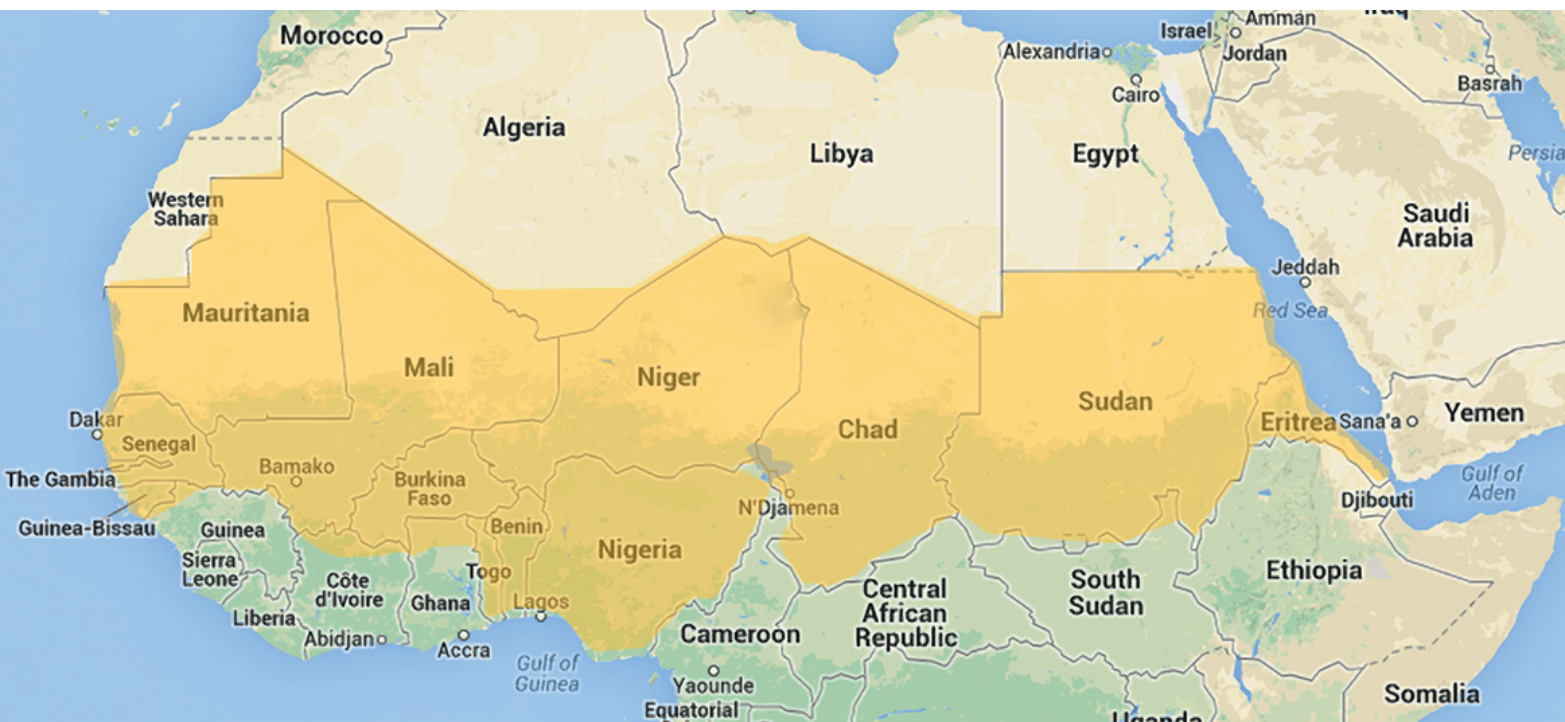 Morocco
Israel
Amman
Iraq
Jordan
Alexandria
Cairo
Basrah
Algeria
Libya
Egypt
Persia
Western
Sahara
Saudi
Arabia
Jeddah
Red Sea
Mauritania
Mali
Niger
Chad
Sudan
Eritrea
Sana'a
Yemen
Dakar
Senegal
Bamako
The Gambia
Burkina
Faso
N'Djamena
Gulf of
Aden
Djibouti
Guinea-Bissau
Guinea
Benin
Nigeria
Sierra
Leone
Togo
Côte
d'Ivoire
Ghana
Lagos
Liberia
Abidjan
Accra
Central
African
Republic
South
Sudan
Ethiopia
Cameroon
Gulf of
Guinea
Yaounde
Equatorial
Uganda
Somalia